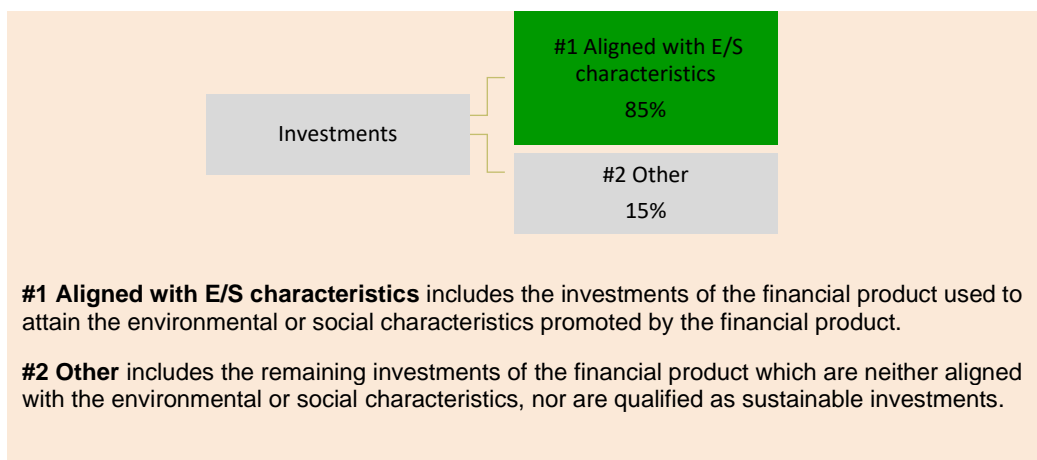 #1 Aligned with E/S
characteristics
85%
Investments
#2 Other
15%
#1 Aligned with E/S characteristics includes the investments of the financial product used to
attain the environmental or social characteristics promoted by the financial product.
#2 Other includes the remaining investments of the financial product which are neither aligned
with the environmental or social characteristics, nor are qualified as sustainable investments.